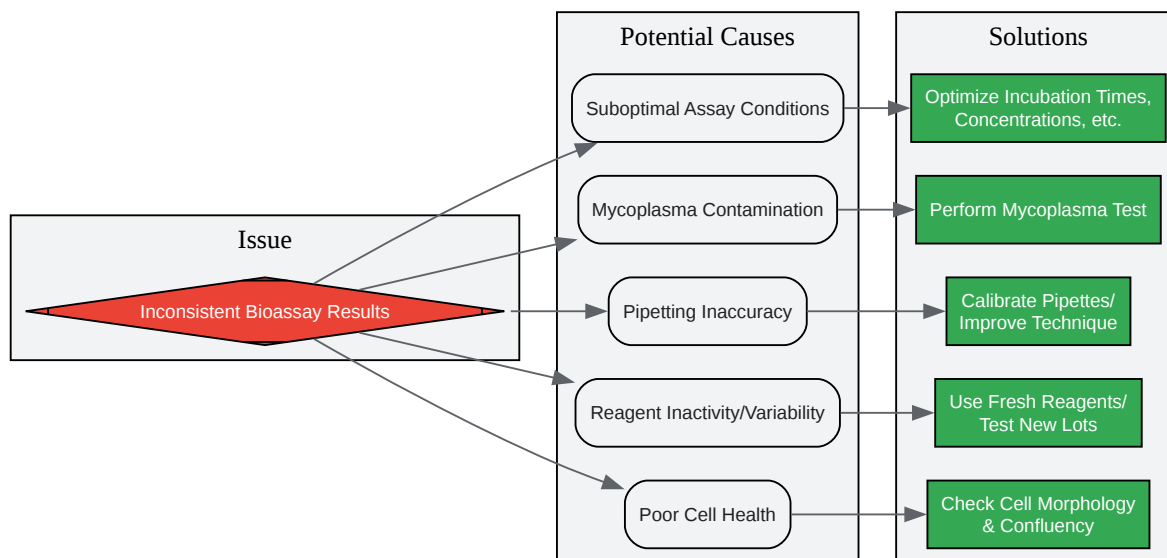 Potential Causes
Solutions
Suboptimal Assay Conditions
Optimize Incubation Times,
Concentrations, etc.
Mycoplasma Contamination
Perform Mycoplasma Test
Issue
Inconsistent Bioassay Results
Pipetting Inaccuracy
Calibrate Pipettes/
Improve Technique
Reagent Inactivity/Variability
Use Fresh Reagents/
Test New Lots
Poor Cell Health
Check Cell Morphology
& Confluency